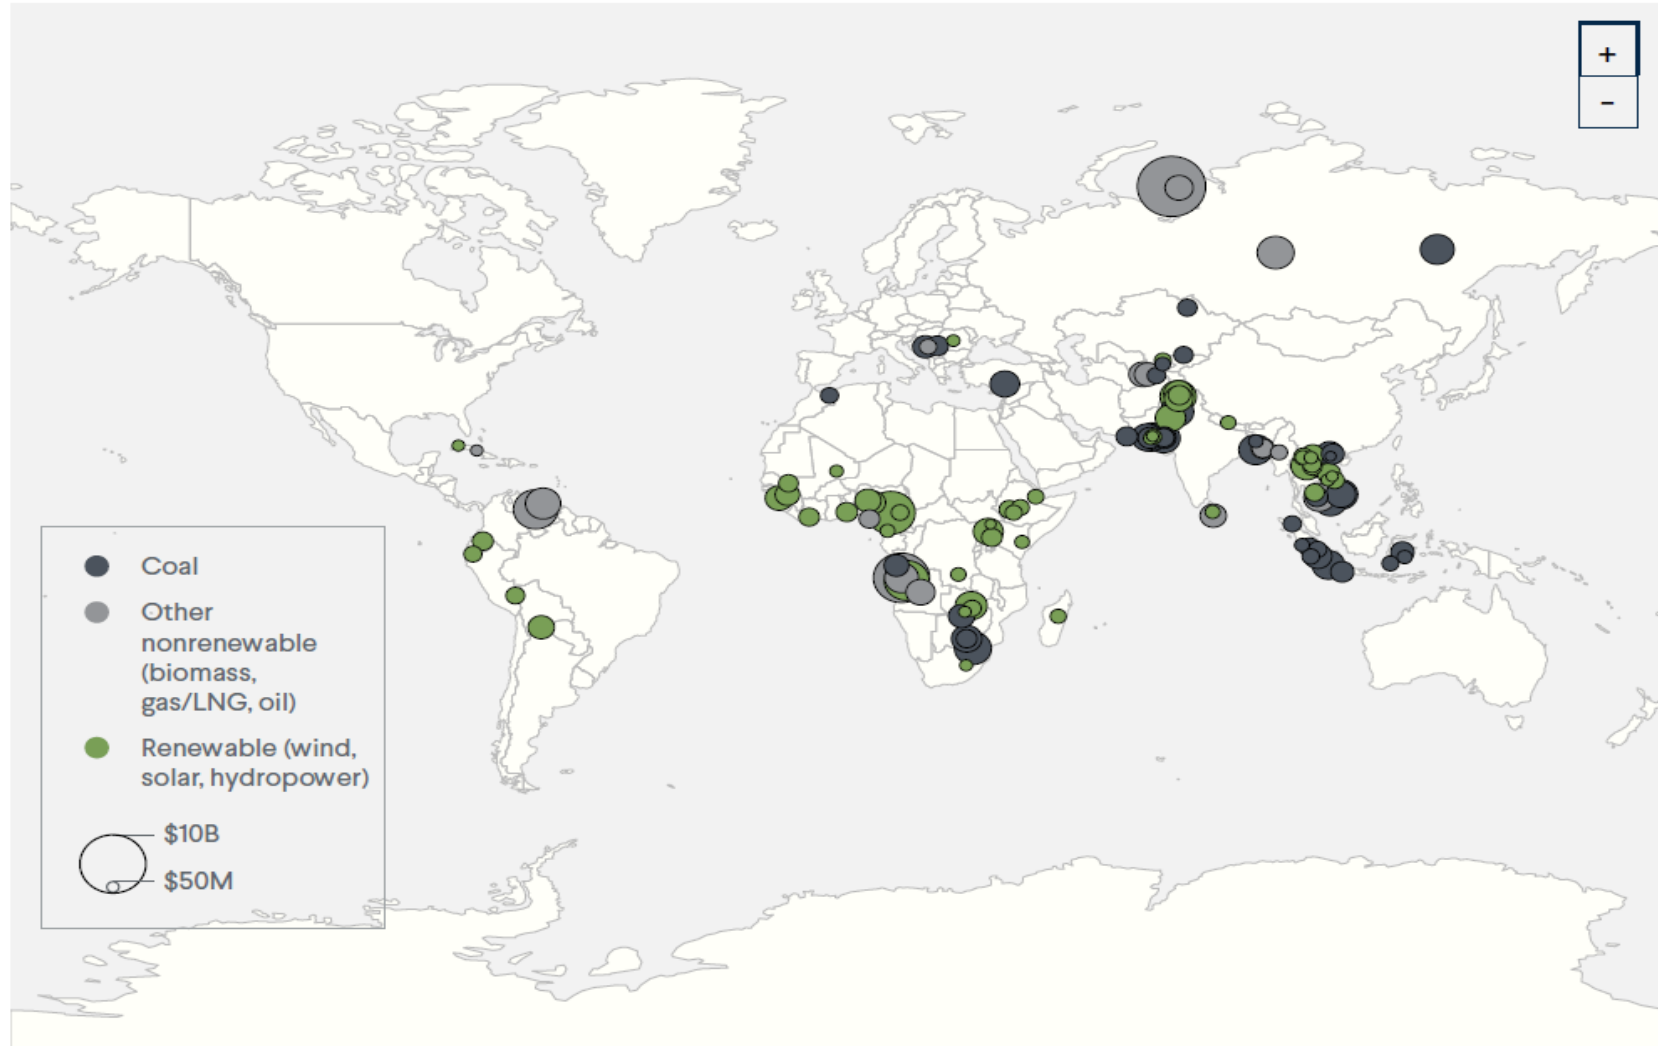 +
-
Coal
Other
nonrenewable
(biomass,
gas/LNG, oil)
Renewable (wind,
solar, hydropower)
$10B
$50M